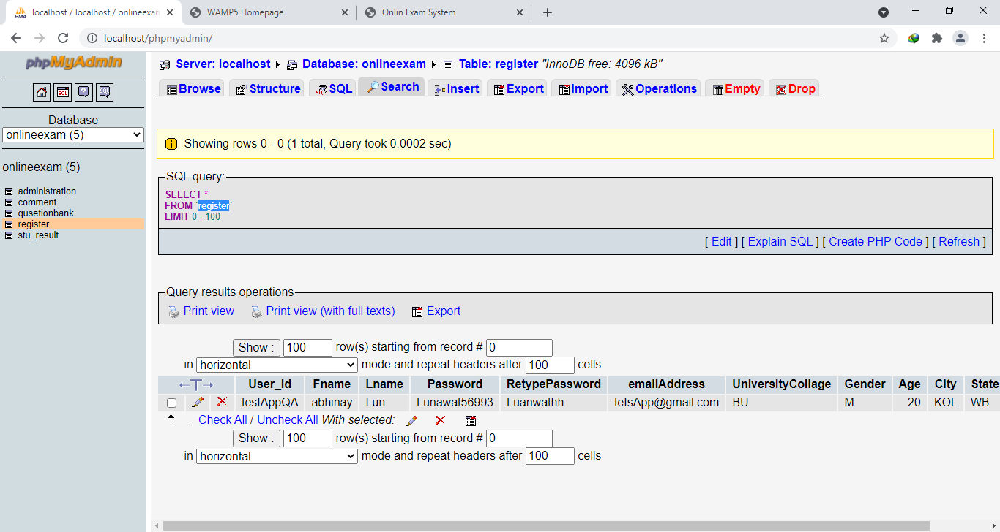 localhost / localhost / onlineexam
WAMP5 Homepage
Onlin Exam System
localhost/phpmyadmin/
phpMyAdmin
SQL
SQL
Database
onlineexam (5)
onlineexam (5)
administration
comment
qusetionbank
register
stu_result
Server: localhost Database: onlineexam Table: register "InnoDB free: 4096 kB"
Browse Structure SQL Search Insert Export Import Operations Empty Drop
Showing rows 0 - 0 (1 total, Query took 0.0002 sec)
SQL query:
SELECT *
FROM `register`
LIMIT 0 , 100
[ Edit ] [ Explain SQL ] [ Create PHP Code ] [ Refresh ]
Query results operations
Print view Print view (with full texts) Export
Show : 100 row(s) starting from record # 0
in horizontal mode and repeat headers after 100 cells
←T→ User_id Fname Lname Password RetypePassword emailAddress UniversityCollage Gender Age City State
testAppQA abhinay Lun Lunawat56993 Luanwathh tetsApp@gmail.com BU M 20 KOL WB
Check All / Uncheck All With selected:
Show : 100 row(s) starting from record # 0
in horizontal mode and repeat headers after 100 cells